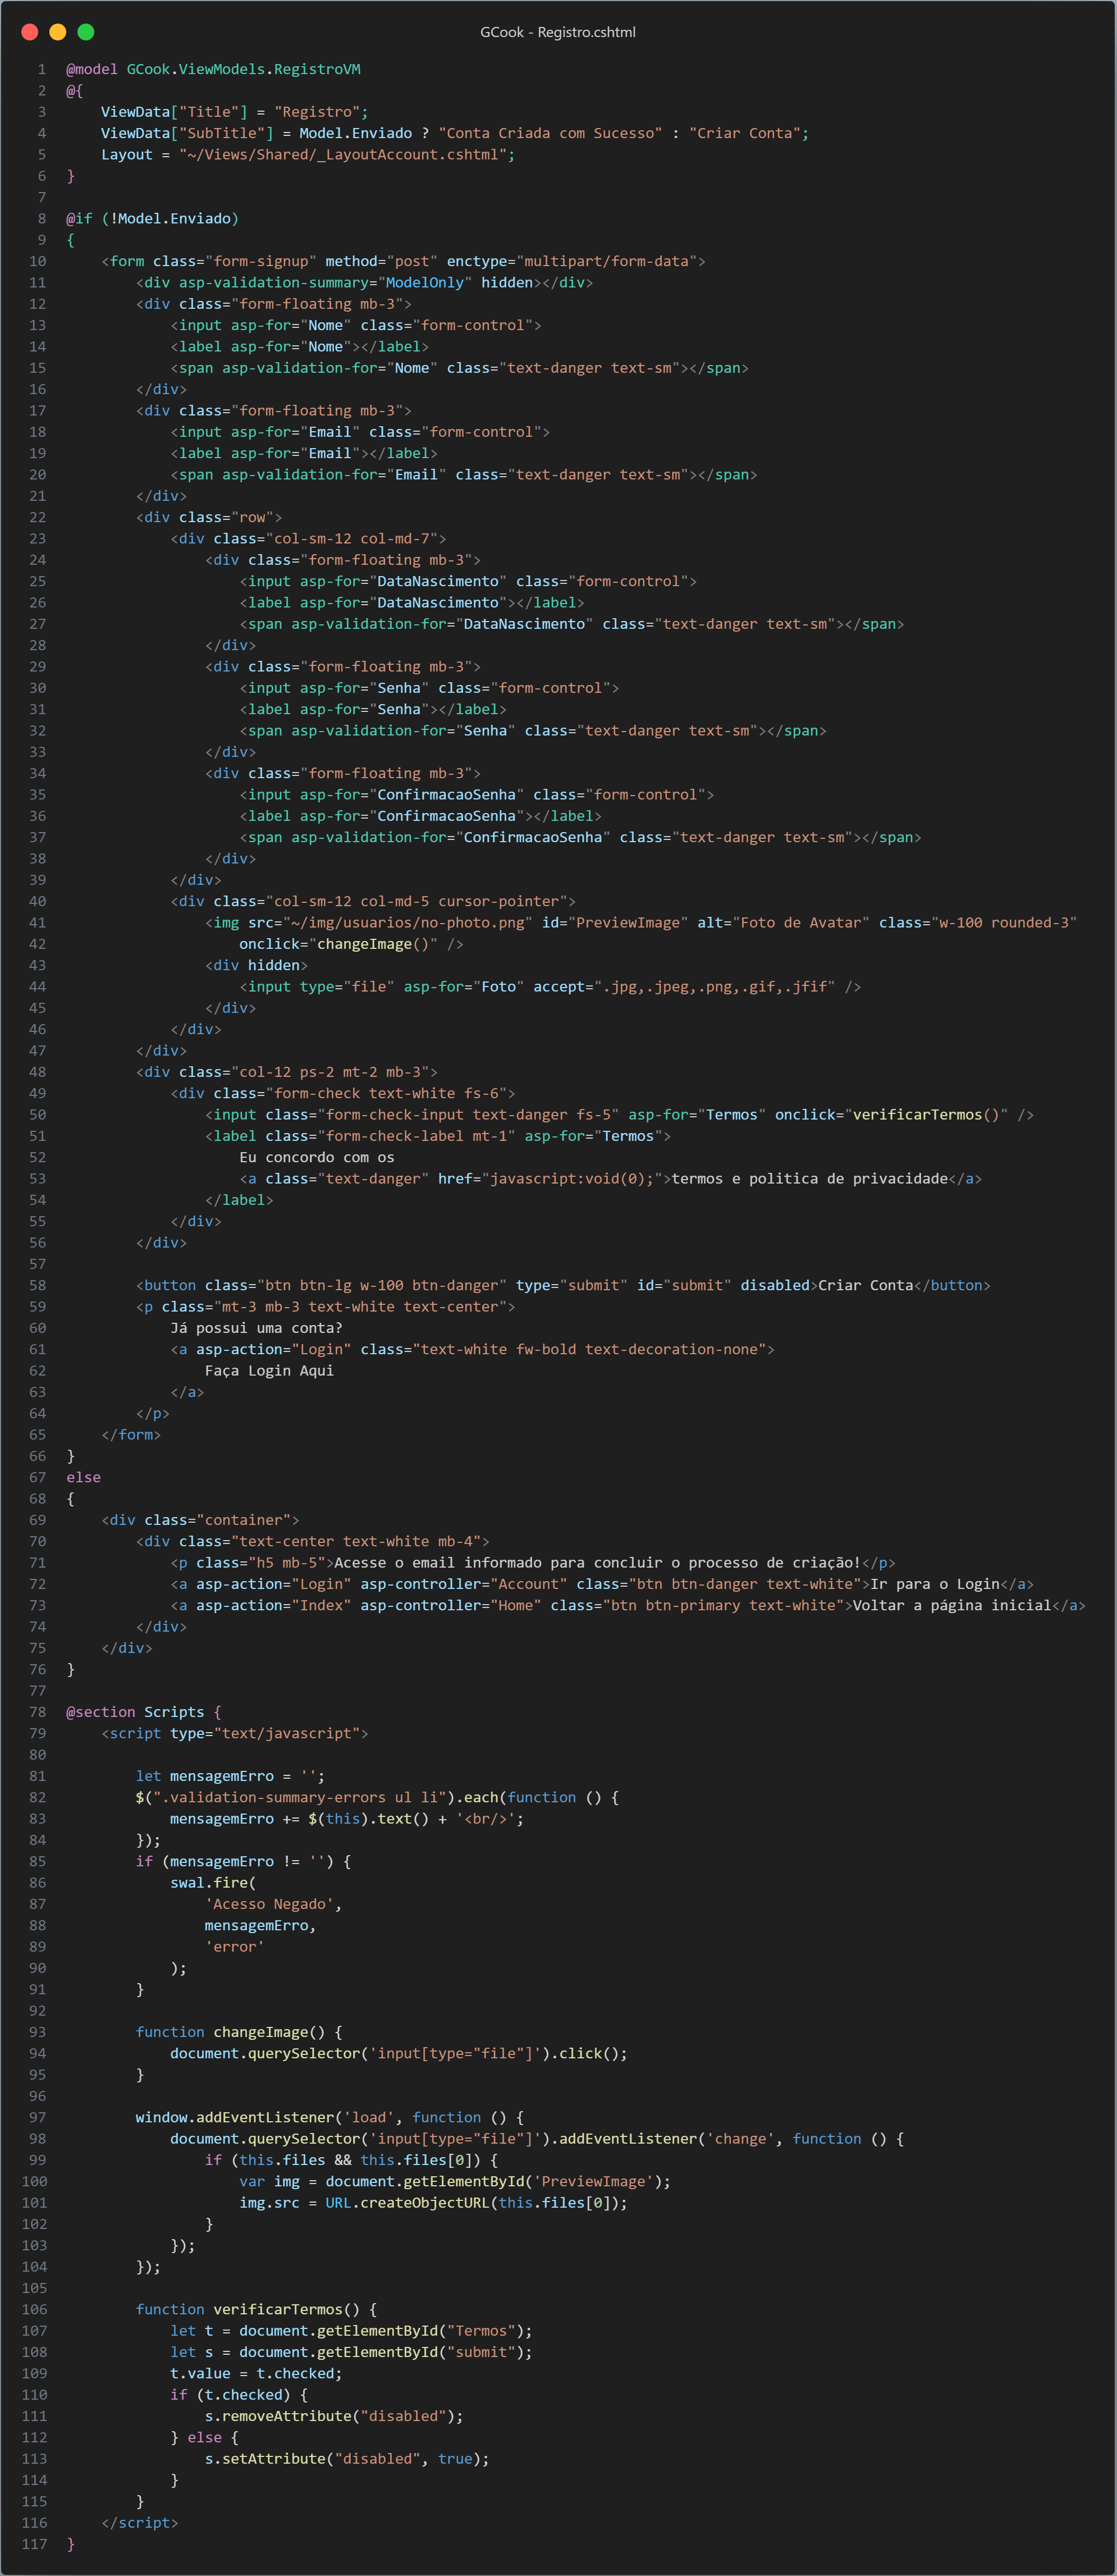 GCook - Registro.cshtml
1 @model GCook.ViewModels.RegistroVM
2 @{
3     ViewData["Title"] = "Registro";
4     ViewData["SubTitle"] = Model.Enviado ? "Conta Criada com Sucesso" : "Criar Conta";
5     Layout = "~/Views/Shared/_LayoutAccount.cshtml";
6 }
7
8 @if (!Model.Enviado)
9 {
10     <form class="form-signup" method="post" enctype="multipart/form-data">
11         <div asp-validation-summary="ModelOnly" hidden></div>
12         <div class="form-floating mb-3">
13             <input asp-for="Nome" class="form-control">
14             <label asp-for="Nome"></label>
15             <span asp-validation-for="Nome" class="text-danger text-sm"></span>
16         </div>
17         <div class="form-floating mb-3">
18             <input asp-for="Email" class="form-control">
19             <label asp-for="Email"></label>
20             <span asp-validation-for="Email" class="text-danger text-sm"></span>
21         </div>
22         <div class="row">
23             <div class="col-sm-12 col-md-7">
24                 <div class="form-floating mb-3">
25                     <input asp-for="DataNascimento" class="form-control">
26                     <label asp-for="DataNascimento"></label>
27                     <span asp-validation-for="DataNascimento" class="text-danger text-sm"></span>
28                 </div>
29                 <div class="form-floating mb-3">
30                     <input asp-for="Senha" class="form-control">
31                     <label asp-for="Senha"></label>
32                     <span asp-validation-for="Senha" class="text-danger text-sm"></span>
33                 </div>
34                 <div class="form-floating mb-3">
35                     <input asp-for="ConfirmacaoSenha" class="form-control">
36                     <label asp-for="ConfirmacaoSenha"></label>
37                     <span asp-validation-for="ConfirmacaoSenha" class="text-danger text-sm"></span>
38                 </div>
39             </div>
40             <div class="col-sm-12 col-md-5 cursor-pointer">
41                 <img src="~/img/usuarios/no-photo.png" id="PreviewImage" alt="Foto de Avatar" class="w-100 rounded-3"
42                     onclick="changeImage()" />
43                 <div hidden>
44                     <input type="file" asp-for="Foto" accept=".jpg,.jpeg,.png,.gif,.jfif" />
45                 </div>
46             </div>
47         </div>
48         <div class="col-12 ps-2 mt-2 mb-3">
49             <div class="form-check text-white fs-6">
50                 <input class="form-check-input text-danger fs-5" asp-for="Termos" onclick="verificarTermos()" />
51                 <label class="form-check-label mt-1" asp-for="Termos">
52                     Eu concordo com os
53                     <a class="text-danger" href="javascript:void(0);">termos e politica de privacidade</a>
54                 </label>
55             </div>
56         </div>
57
58         <button class="btn btn-lg w-100 btn-danger" type="submit" id="submit" disabled>Criar Conta</button>
59         <p class="mt-3 mb-3 text-white text-center">
60             Já possui uma conta?
61             <a asp-action="Login" class="text-white fw-bold text-decoration-none">
62                 Faça Login Aqui
63             </a>
64         </p>
65     </form>
66 }
67 else
68 {
69     <div class="container">
70         <div class="text-center text-white mb-4">
71             <p class="h5 mb-5">Acesse o email informado para concluir o processo de criação!</p>
72             <a asp-action="Login" asp-controller="Account" class="btn btn-danger text-white">Ir para o Login</a>
73             <a asp-action="Index" asp-controller="Home" class="btn btn-primary text-white">Voltar a página inicial</a>
74         </div>
75     </div>
76 }
77
78 @section Scripts {
79     <script type="text/javascript">
80
81         let mensagemErro = '';
82         $(".validation-summary-errors ul li").each(function () {
83             mensagemErro += $(this).text() + '<br/>';
84         });
85         if (mensagemErro != '') {
86             swal.fire(
87                 'Acesso Negado',
88                 mensagemErro,
89                 'error'
90             );
91         }
92
93         function changeImage() {
94             document.querySelector('input[type="file"]').click();
95         }
96
97         window.addEventListener('load', function () {
98             document.querySelector('input[type="file"]').addEventListener('change', function () {
99                 if (this.files && this.files[0]) {
100                     var img = document.getElementById('PreviewImage');
101                     img.src = URL.createObjectURL(this.files[0]);
102                 }
103             });
104         });
105
106         function verificarTermos() {
107             let t = document.getElementById("Termos");
108             let s = document.getElementById("submit");
109             t.value = t.checked;
110             if (t.checked) {
111                 s.removeAttribute("disabled");
112             } else {
113                 s.setAttribute("disabled", true);
114             }
115         }
116     </script>
117 }